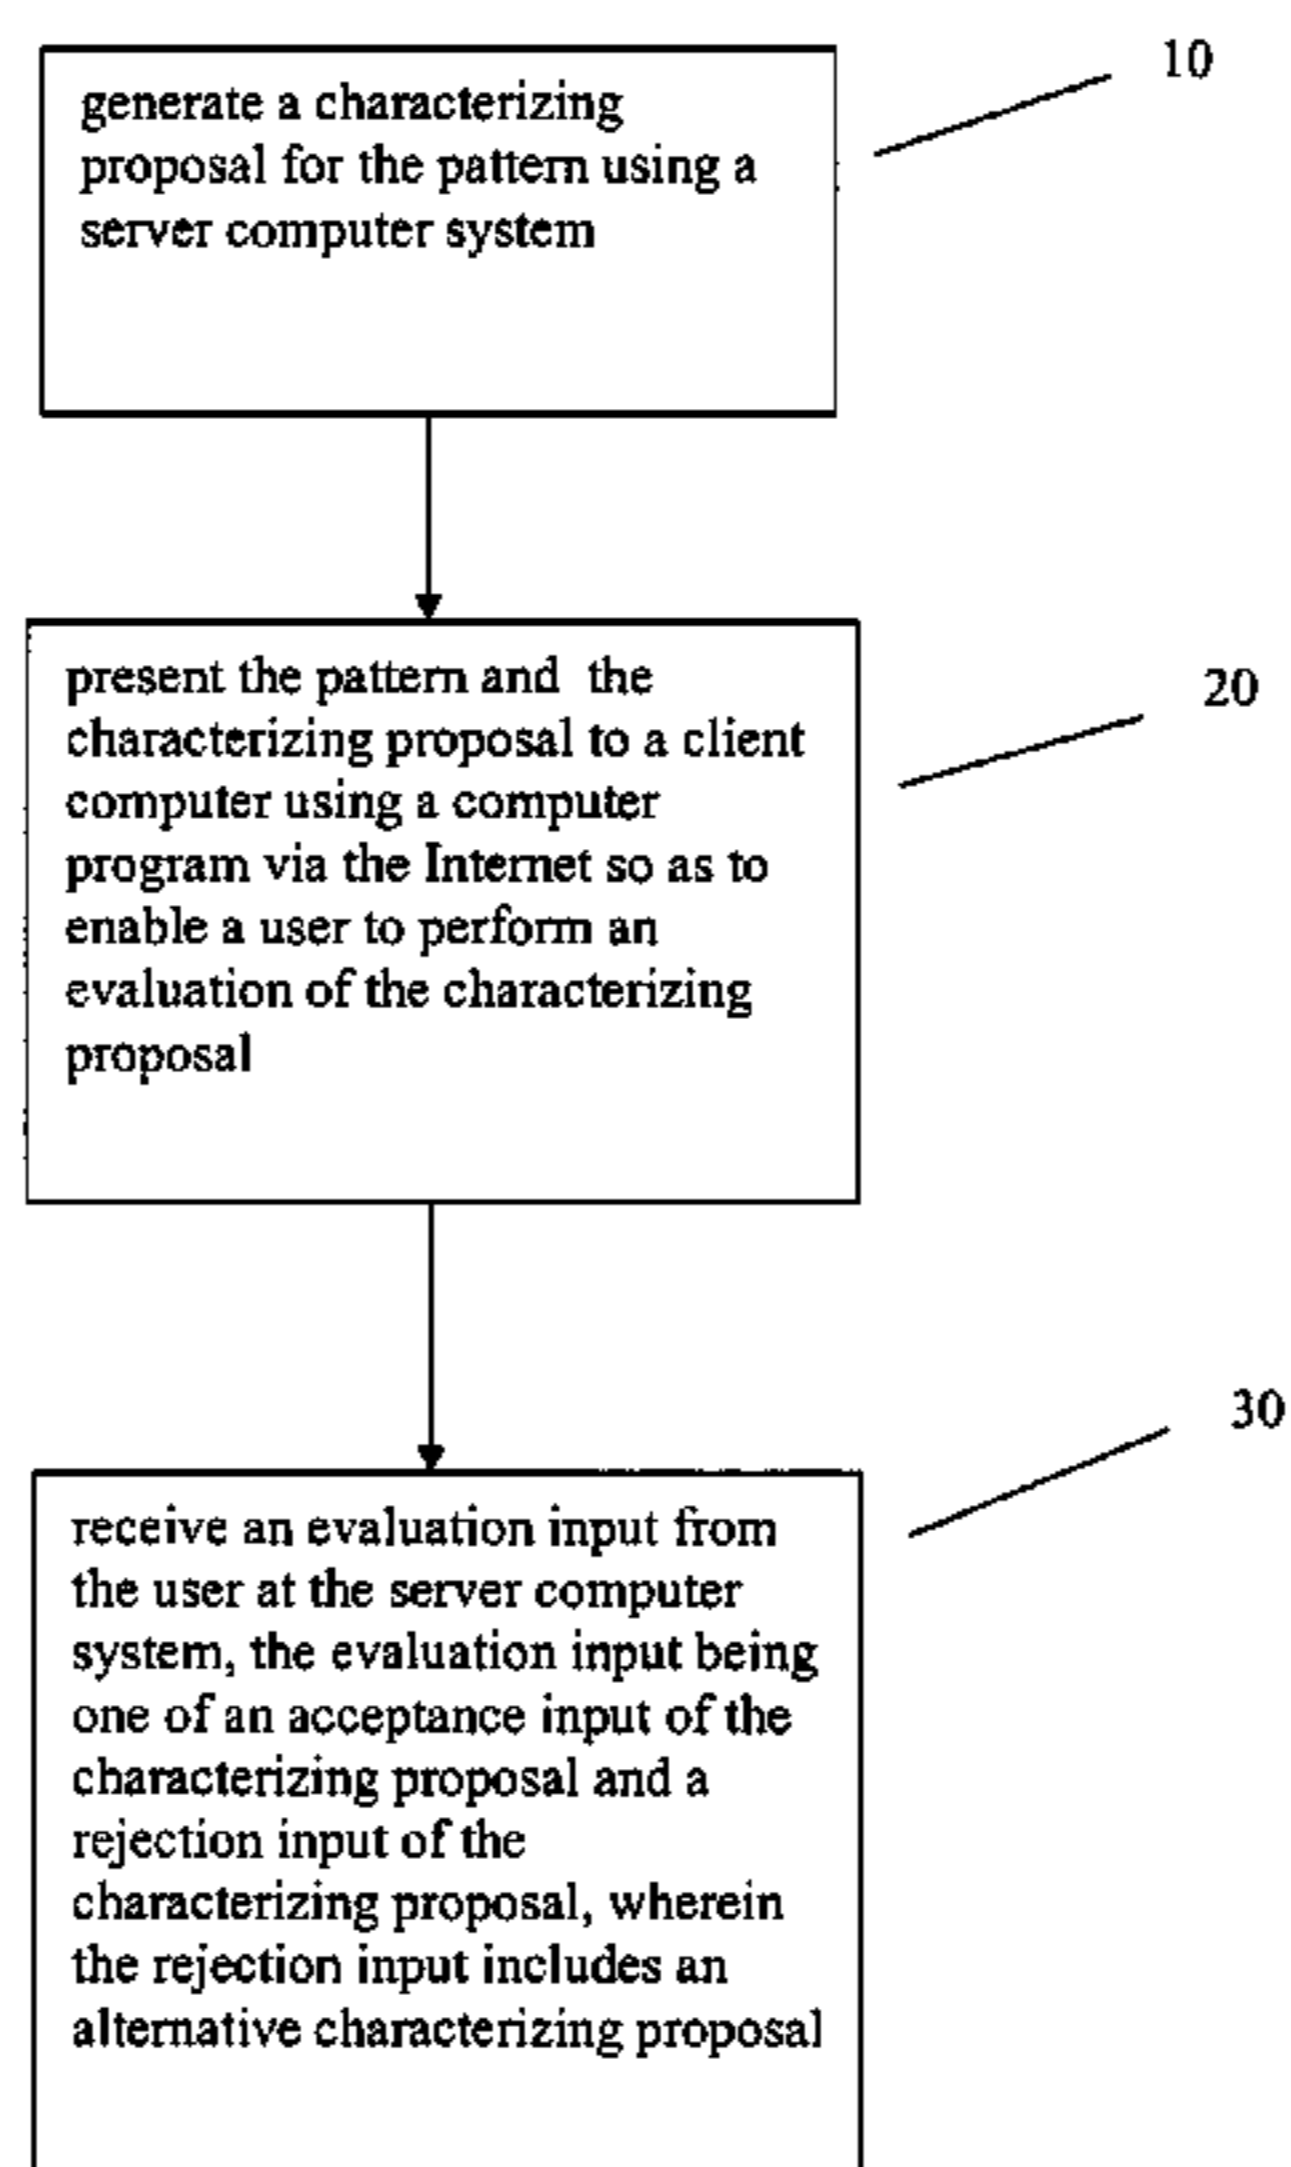 10
generate a characterizing
proposal for the pattern using a
server computer system
20
present the pattern and the
characterizing proposal to a client
computer using a computer
program via the Internet so as to
enable a user to perform an
evaluation of the characterizing
proposal
30
receive an evaluation input from
the user at the server computer
system, the evaluation input being
one of an acceptance input of the
characterizing proposal and a
rejection input of the
characterizing proposal, wherein
the rejection input includes an
alternative characterizing proposal